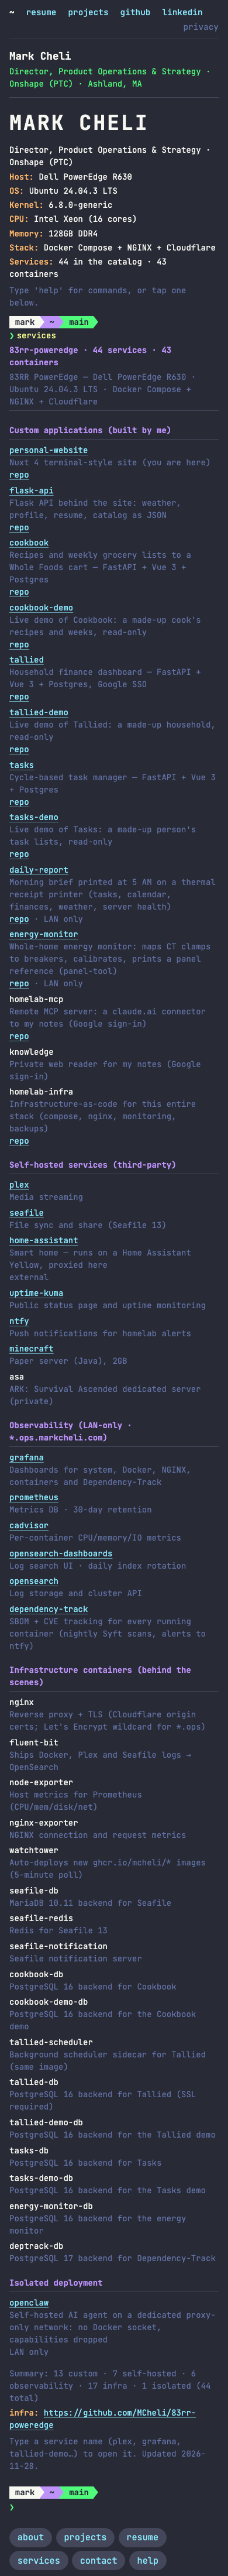 ~ resume projects github linkedin
privacy
Mark Cheli
Director, Product Operations & Strategy ·
Onshape (PTC) · Ashland, MA
MARK CHELI
Director, Product Operations & Strategy ·
Onshape (PTC)
Host: Dell PowerEdge R630
OS: Ubuntu 24.04.3 LTS
Kernel: 6.8.0-generic
CPU: Intel Xeon (16 cores)
Memory: 128GB DDR4
Stack: Docker Compose + NGINX + Cloudflare
Services: 44 in the catalog · 43
containers
Type 'help' for commands, or tap one
below.
mark ~ main
❯ services
83rr-poweredge · 44 services · 43
containers
83RR PowerEdge — Dell PowerEdge R630 ·
Ubuntu 24.04.3 LTS · Docker Compose +
NGINX + Cloudflare
Custom applications (built by me)
personal-website
Nuxt 4 terminal-style site (you are here)
repo
flask-api
Flask API behind the site: weather,
profile, resume, catalog as JSON
repo
cookbook
Recipes and weekly grocery lists to a
Whole Foods cart — FastAPI + Vue 3 +
Postgres
repo
cookbook-demo
Live demo of Cookbook: a made-up cook's
recipes and weeks, read-only
repo
tallied
Household finance dashboard — FastAPI +
Vue 3 + Postgres, Google SSO
repo
tallied-demo
Live demo of Tallied: a made-up household,
read-only
repo
tasks
Cycle-based task manager — FastAPI + Vue 3
+ Postgres
repo
tasks-demo
Live demo of Tasks: a made-up person's
task lists, read-only
repo
daily-report
Morning brief printed at 5 AM on a thermal
receipt printer (tasks, calendar,
finances, weather, server health)
repo · LAN only
energy-monitor
Whole-home energy monitor: maps CT clamps
to breakers, calibrates, prints a panel
reference (panel-tool)
repo · LAN only
homelab-mcp
Remote MCP server: a claude.ai connector
to my notes (Google sign-in)
repo
knowledge
Private web reader for my notes (Google
sign-in)
homelab-infra
Infrastructure-as-code for this entire
stack (compose, nginx, monitoring,
backups)
repo
Self-hosted services (third-party)
plex
Media streaming
seafile
File sync and share (Seafile 13)
home-assistant
Smart home — runs on a Home Assistant
Yellow, proxied here
external
uptime-kuma
Public status page and uptime monitoring
ntfy
Push notifications for homelab alerts
minecraft
Paper server (Java), 2GB
asa
ARK: Survival Ascended dedicated server
(private)
Observability (LAN-only ·
*.ops.markcheli.com)
grafana
Dashboards for system, Docker, NGINX,
containers and Dependency-Track
prometheus
Metrics DB · 30-day retention
cadvisor
Per-container CPU/memory/IO metrics
opensearch-dashboards
Log search UI · daily index rotation
opensearch
Log storage and cluster API
dependency-track
SBOM + CVE tracking for every running
container (nightly Syft scans, alerts to
ntfy)
Infrastructure containers (behind the
scenes)
nginx
Reverse proxy + TLS (Cloudflare origin
certs; Let's Encrypt wildcard for *.ops)
fluent-bit
Ships Docker, Plex and Seafile logs →
OpenSearch
node-exporter
Host metrics for Prometheus
(CPU/mem/disk/net)
nginx-exporter
NGINX connection and request metrics
watchtower
Auto-deploys new ghcr.io/mcheli/* images
(5-minute poll)
seafile-db
MariaDB 10.11 backend for Seafile
seafile-redis
Redis for Seafile 13
seafile-notification
Seafile notification server
cookbook-db
PostgreSQL 16 backend for Cookbook
cookbook-demo-db
PostgreSQL 16 backend for the Cookbook
demo
tallied-scheduler
Background scheduler sidecar for Tallied
(same image)
tallied-db
PostgreSQL 16 backend for Tallied (SSL
required)
tallied-demo-db
PostgreSQL 16 backend for the Tallied demo
tasks-db
PostgreSQL 16 backend for Tasks
tasks-demo-db
PostgreSQL 16 backend for the Tasks demo
energy-monitor-db
PostgreSQL 16 backend for the energy
monitor
deptrack-db
PostgreSQL 17 backend for Dependency-Track
Isolated deployment
openclaw
Self-hosted AI agent on a dedicated proxy-
only network: no Docker socket,
capabilities dropped
LAN only
Summary: 13 custom · 7 self-hosted · 6
observability · 17 infra · 1 isolated (44
total)
infra: https://github.com/MCheli/83rr-
poweredge
Type a service name (plex, grafana,
tallied-demo…) to open it. Updated 2026-
11-28.
mark ~ main
❯
about projects resume
services contact help